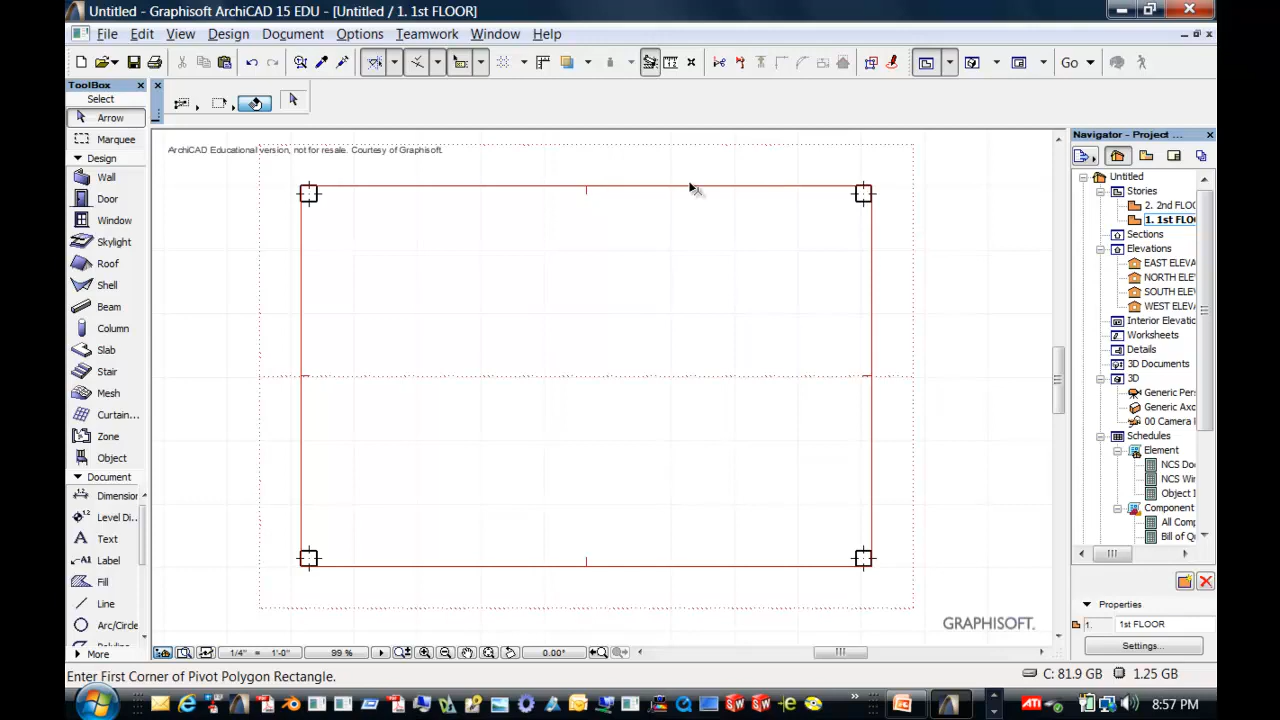 Untitled - Graphisoft ArchiCAD 15 EDU - [Untitled / 1. 1st FLOOR]
File Edit View Design Document Options Teamwork Window Help
Go
ToolBox
Select
Arrow
Marquee
Design
Wall
Door
Window
Skylight
Roof
Shell
Beam
Column
Slab
Stair
Mesh
Curtain...
Zone
Object
Document
Dimension
Level Di...
Text
Label
Fill
Line
Arc/Circle
More
ArchiCAD Educational version, not for resale. Courtesy of Graphisoft.
GRAPHISOFT.
Navigator - Project ...
Untitled
Stories
2. 2nd FLOO
1. 1st FLOO
Sections
Elevations
EAST ELEVA
NORTH ELE
SOUTH ELE
WEST ELEVA
Interior Elevatio
Worksheets
Details
3D Documents
3D
Generic Per
Generic Axo
00 Camera
Schedules
Element
NCS Do
NCS Wi
Object I
Component
All Comp
Bill of Q
Properties
1. 1st FLOOR
Settings...
1/4" = 1'-0" 99 % 0.00°
Enter First Corner of Pivot Polygon Rectangle.
C: 81.9 GB 1.25 GB
ATI 8:57 PM